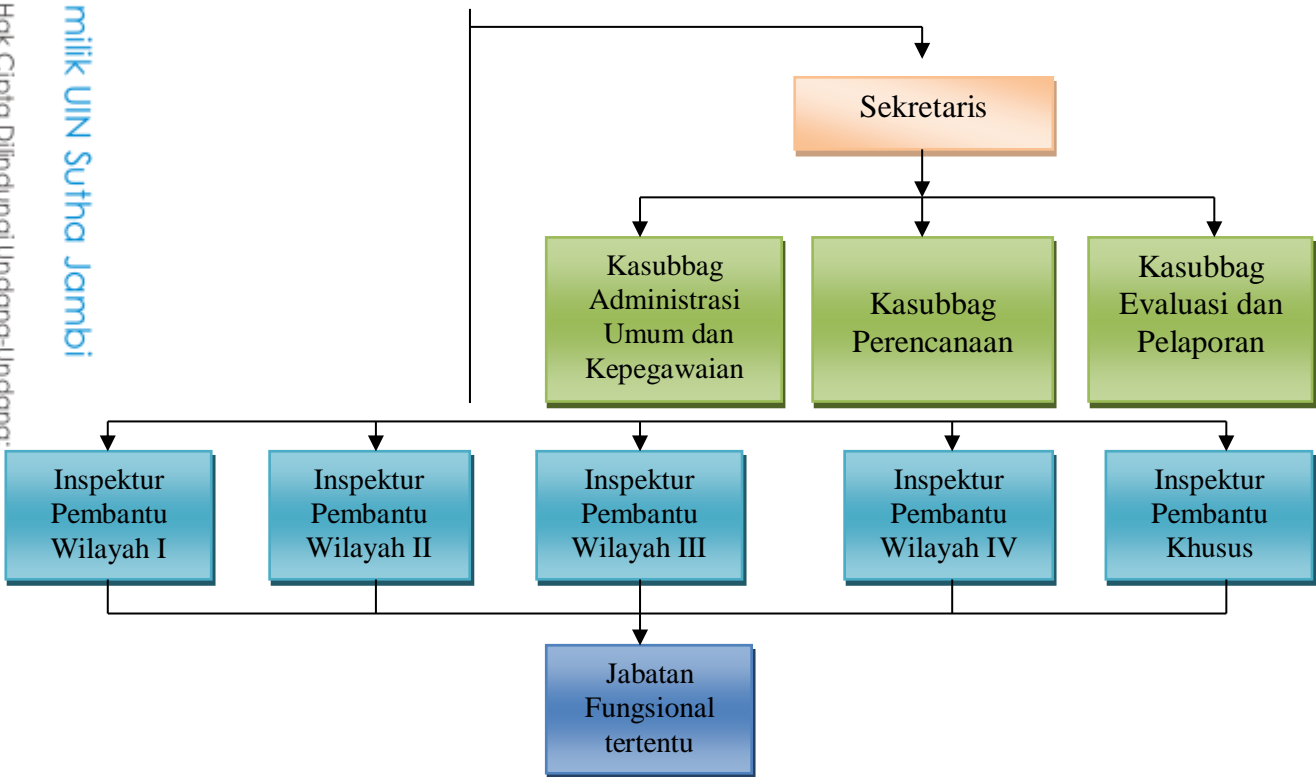 milik UIN Sutha Jambi
Hak Cipta Dilindungi Undang-Undang:
Sekretaris
Kasubbag
Administrasi
Umum dan
Kepegawaian
Kasubbag
Perencanaan
Kasubbag
Evaluasi dan
Pelaporan
Inspektur
Pembantu
Wilayah I
Inspektur
Pembantu
Wilayah II
Inspektur
Pembantu
Wilayah III
Inspektur
Pembantu
Wilayah IV
Inspektur
Pembantu
Khusus
Jabatan
Fungsional
tertentu